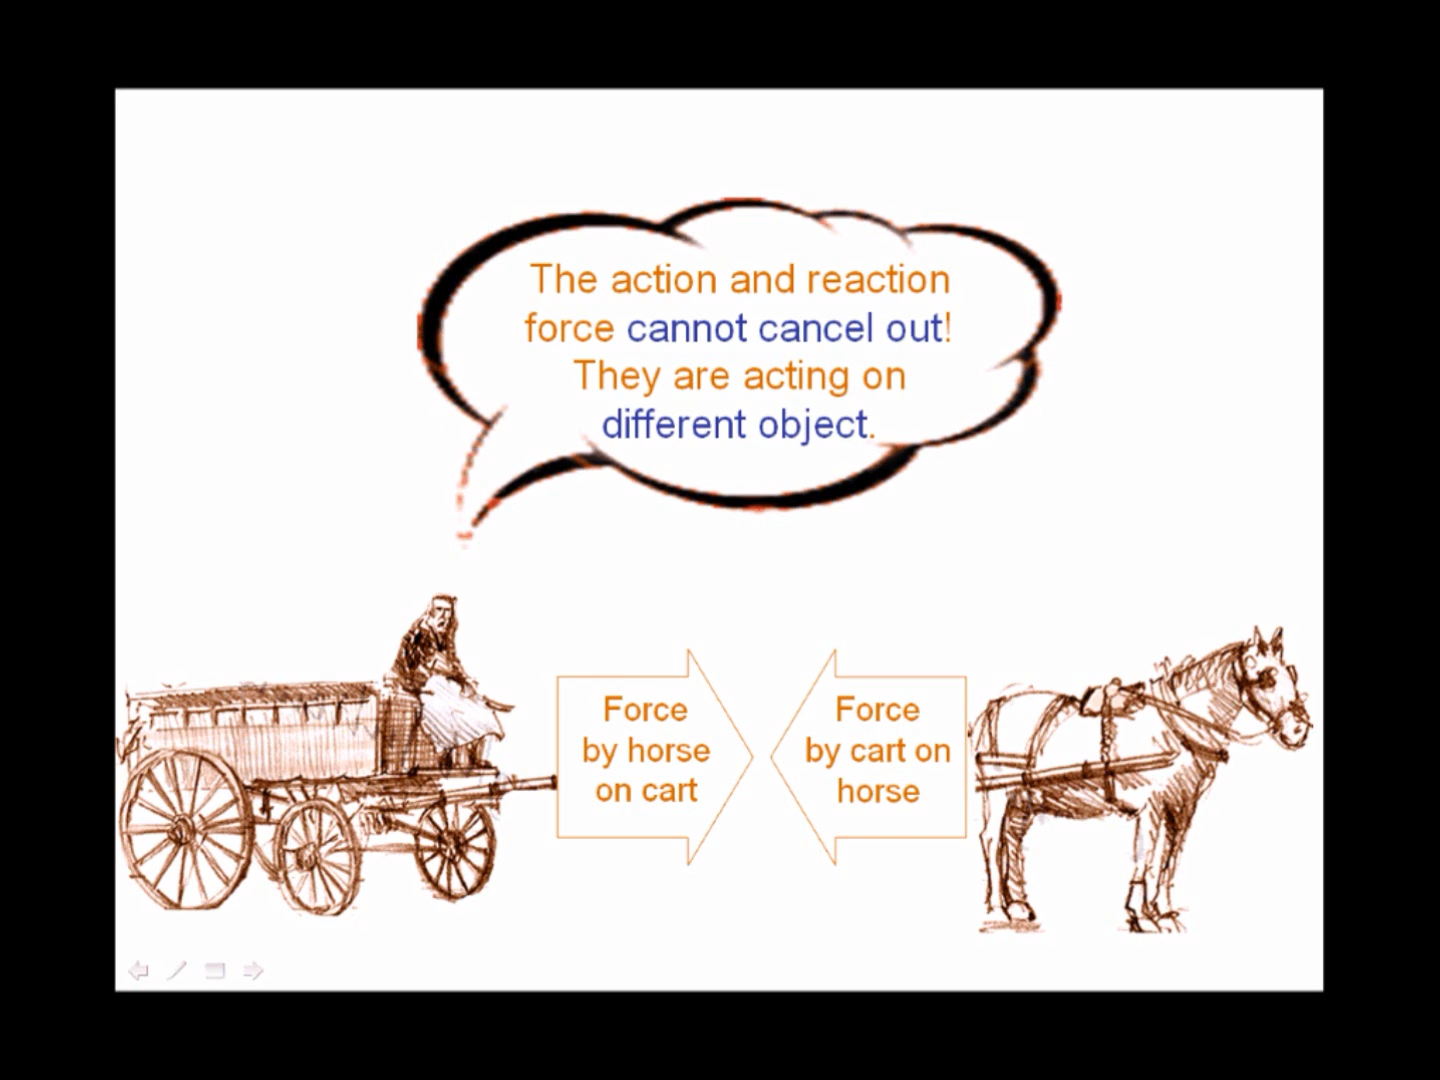 The action and reaction
force cannot cancel out!
They are acting on
different object.
Force
by horse
on cart
Force
by cart on
horse